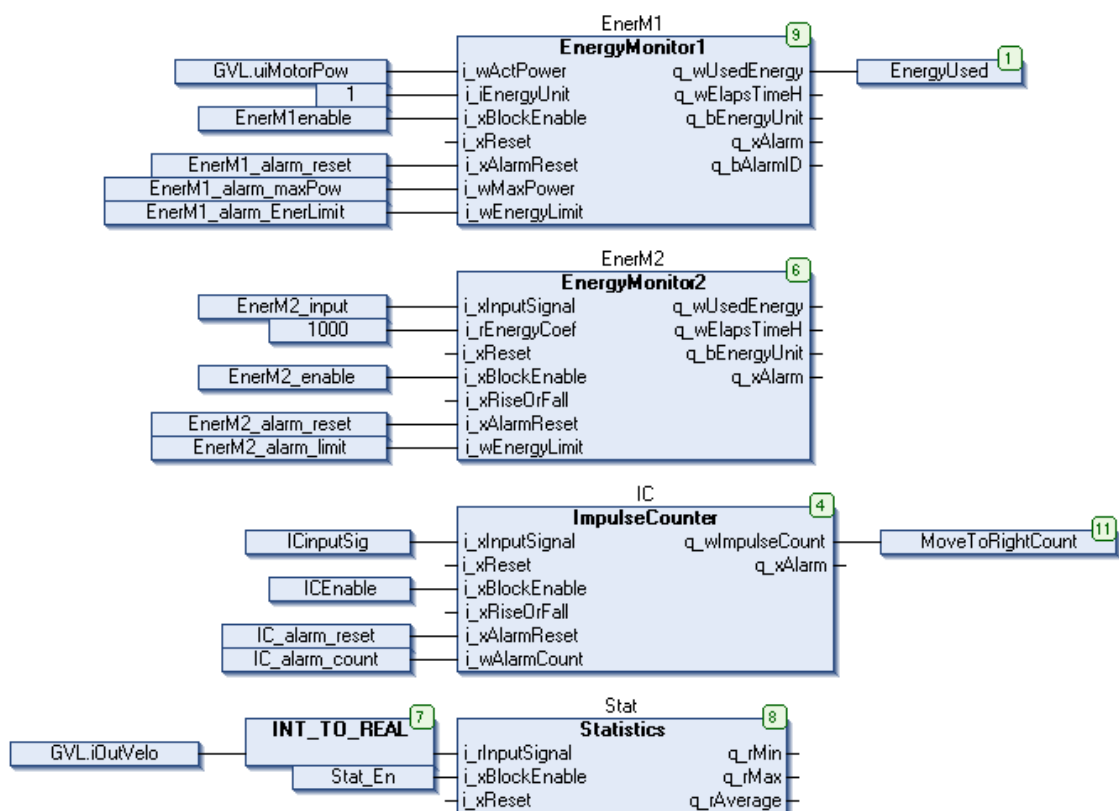 EnerM1
EnergyMonitor1 9
GVL.uiMotorPow i_wActPower q_wUsedEnergy EnergyUsed 1
1 i_iEnergyUnit q_wElapsTimeH
EnerM1enable i_xBlockEnable q_bEnergyUnit
i_xReset q_xAlarm
EnerM1_alarm_reset i_xAlarmReset q_bAlarmID
EnerM1_alarm_maxPow i_wMaxPower
EnerM1_alarm_EnerLimit i_wEnergyLimit
EnerM2
EnergyMonitor2 6
EnerM2_input i_xInputSignal q_wUsedEnergy
1000 i_rEnergyCoef q_wElapsTimeH
i_xReset q_bEnergyUnit
EnerM2_enable i_xBlockEnable q_xAlarm
i_xRiseOrFall
EnerM2_alarm_reset i_xAlarmReset
EnerM2_alarm_limit i_wEnergyLimit
IC
ImpulseCounter 4
ICinputSig i_xInputSignal q_wImpulseCount MoveToRightCount 11
i_xReset q_xAlarm
ICEnable i_xBlockEnable
i_xRiseOrFall
IC_alarm_reset i_xAlarmReset
IC_alarm_count i_wAlarmCount
Stat
INT_TO_REAL 7 Statistics 8
GVL.iOutVelo i_rInputSignal q_rMin
Stat_En i_xBlockEnable q_rMax
i_xReset q_rAverage